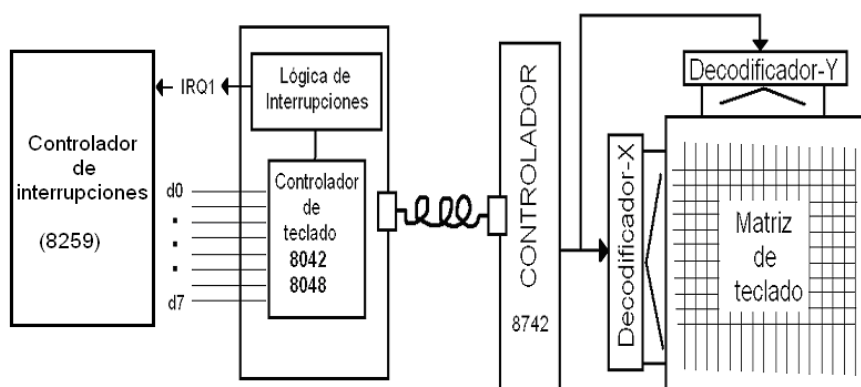 Controlador
de
interrupciones
(8259)
IRQ1
Lógica de
Interrupciones
d0
d7
Controlador
de
teclado
8042
8048
CONTROLADOR
8742
Decodificador-X
Decodificador-Y
Matriz
de
teclado